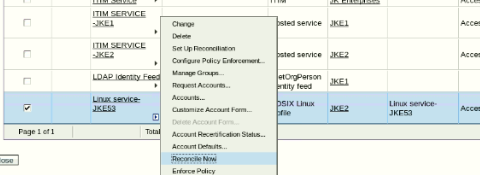 ITIM Service
ITIM
JK Enterprises
Access
ITIM SERVICE
-JKE1
osted service
JKE1
ITIM SERVICE
-JKE2
osted service
JKE2
LDAP Identity Feed
etOrgPerson
entity feed
JKE1
Linux service-
JKE53
OSIX Linux
ofile
JKE2
Linux service-
JKE53
Acces
Page 1 of 1
Total
lose
Change
Delete
Set Up Reconciliation
Configure Policy Enforcement...
Manage Groups...
Request Accounts...
Accounts...
Customize Account Form...
Delete Account Form...
Account Recertification Status...
Account Defaults...
Reconcile Now
Enforce Policy